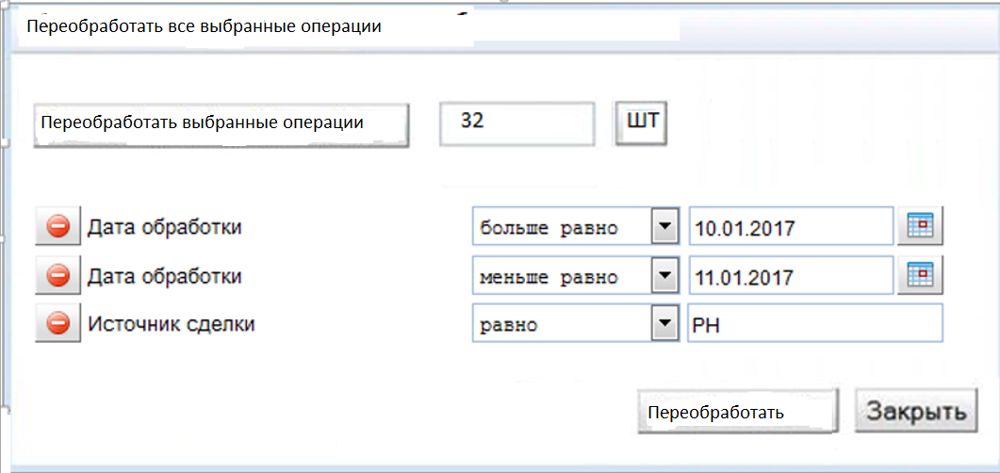 Переобработать все выбранные операции
Переобработать выбранные операции 32 ШТ
Дата обработки больше равно 10.01.2017
Дата обработки меньше равно 11.01.2017
Источник сделки равно РН
Переобработать Закрыть